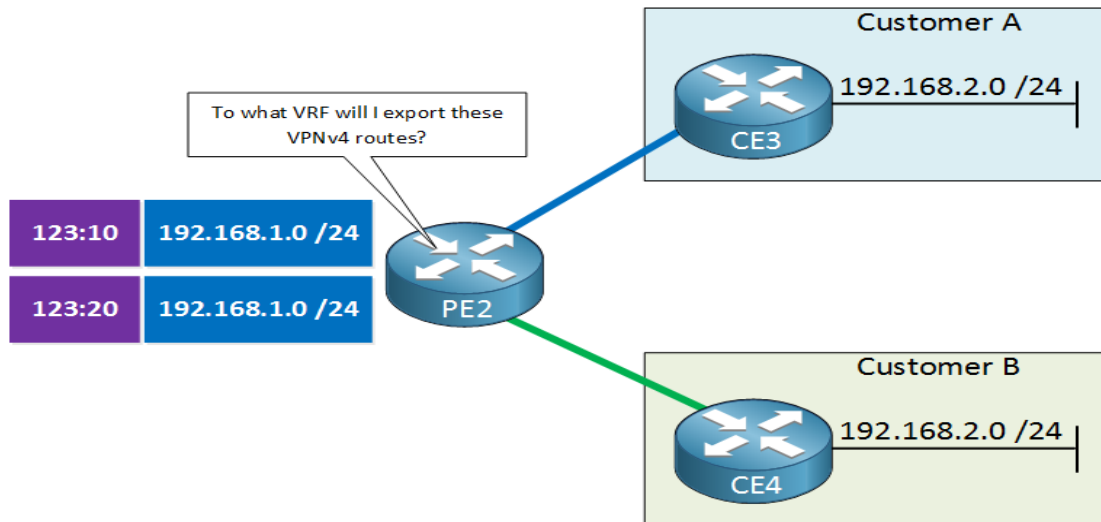 Customer A
192.168.2.0 /24
CE3
To what VRF will I export these
VPNv4 routes?
123:10 192.168.1.0 /24
123:20 192.168.1.0 /24
PE2
Customer B
192.168.2.0 /24
CE4